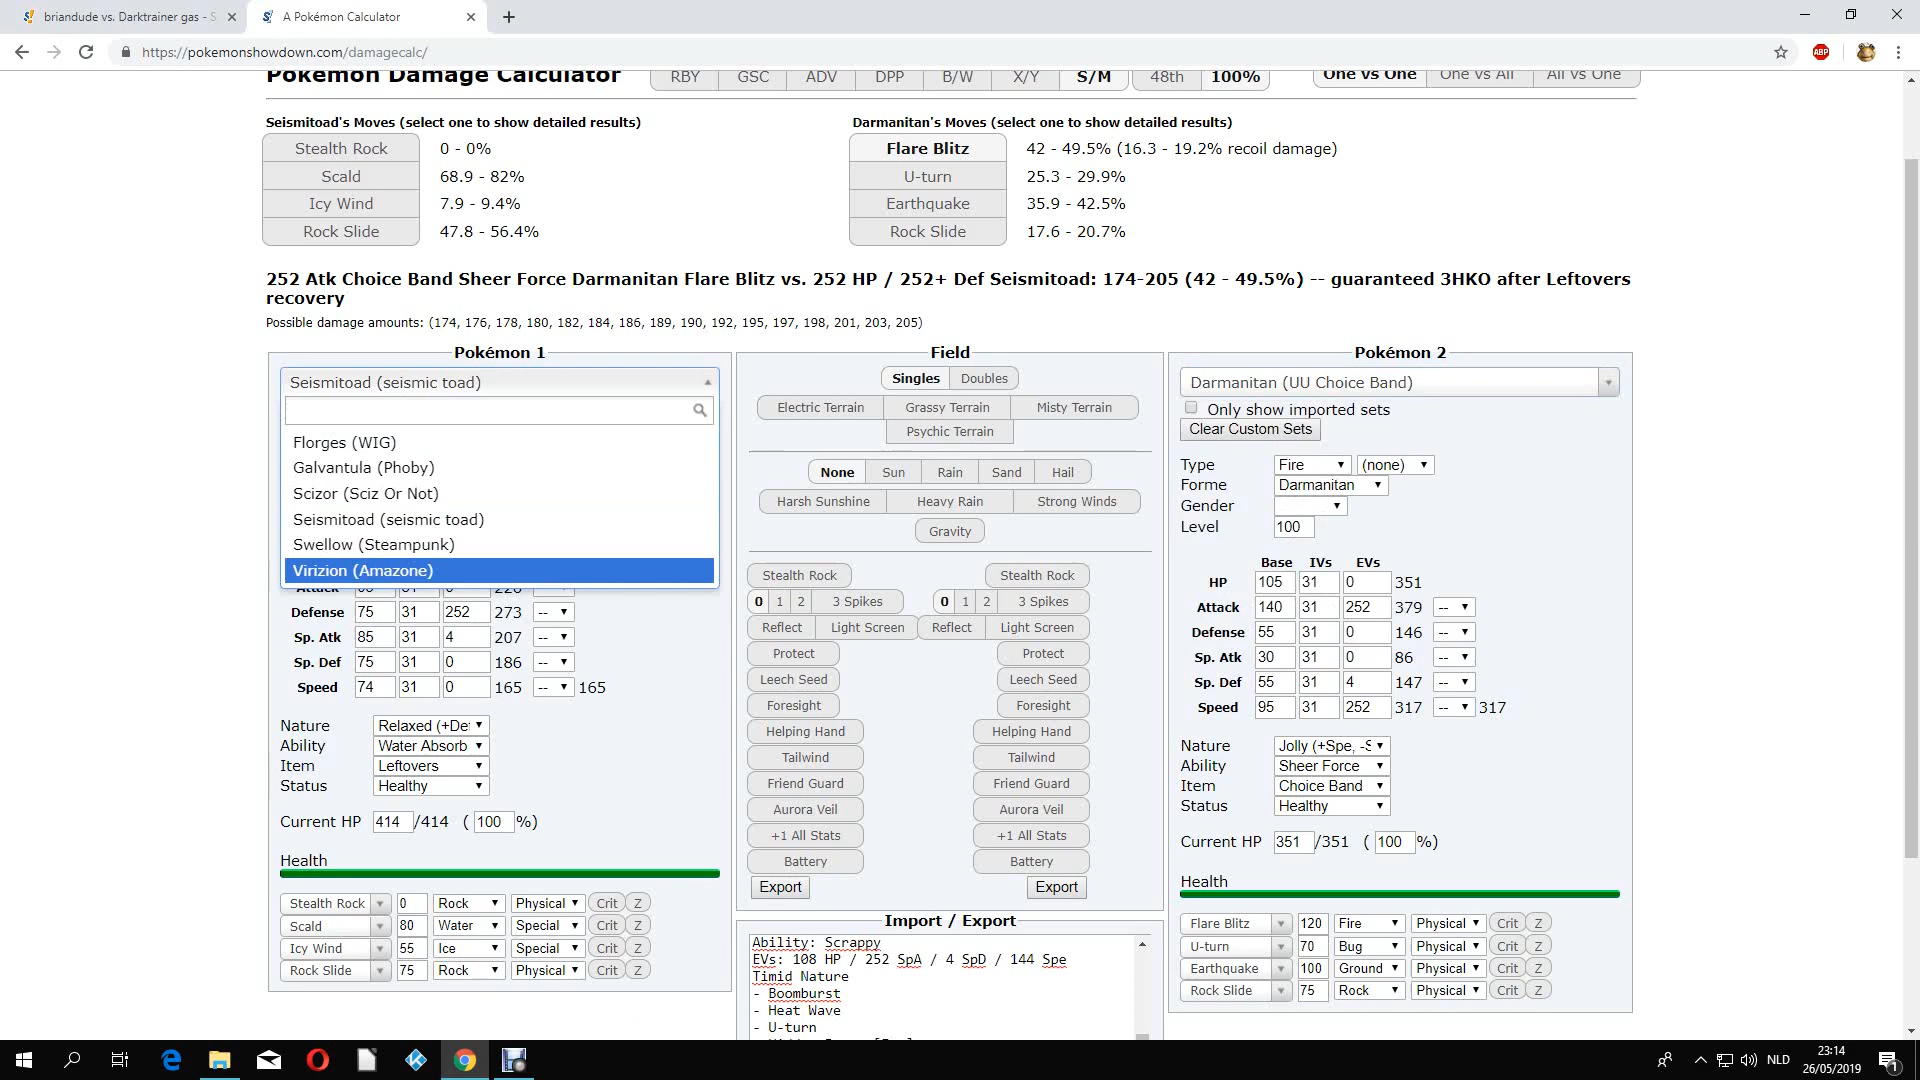 briandude vs. Darktrainer gas - S
A Pokémon Calculator
https://pokemonshowdown.com/damagecalc/
ABP
Pokémon Damage Calculator
RBY GSC ADV DPP B/W X/Y S/M 48th 100% One vs One One vs All All vs One
Seismitoad's Moves (select one to show detailed results)
Stealth Rock 0 - 0%
Scald 68.9 - 82%
Icy Wind 7.9 - 9.4%
Rock Slide 47.8 - 56.4%
Darmanitan's Moves (select one to show detailed results)
Flare Blitz 42 - 49.5% (16.3 - 19.2% recoil damage)
U-turn 25.3 - 29.9%
Earthquake 35.9 - 42.5%
Rock Slide 17.6 - 20.7%
252 Atk Choice Band Sheer Force Darmanitan Flare Blitz vs. 252 HP / 252+ Def Seismitoad: 174-205 (42 - 49.5%) -- guaranteed 3HKO after Leftovers
recovery
Possible damage amounts: (174, 176, 178, 180, 182, 184, 186, 189, 190, 192, 195, 197, 198, 201, 203, 205)
Pokémon 1
Seismitoad (seismic toad)
Florges (WIG)
Galvantula (Phoby)
Scizor (Sciz Or Not)
Seismitoad (seismic toad)
Swellow (Steampunk)
Virizion (Amazone)
Defense 75 31 252 273 --
Sp. Atk 85 31 4 207 --
Sp. Def 75 31 0 186 --
Speed 74 31 0 165 -- 165
Nature Relaxed (+De
Ability Water Absorb
Item Leftovers
Status Healthy
Current HP 414/414 ( 100 %)
Health
Stealth Rock 0 Rock Physical Crit Z
Scald 80 Water Special Crit Z
Icy Wind 55 Ice Special Crit Z
Rock Slide 75 Rock Physical Crit Z
Field
Singles Doubles
Electric Terrain Grassy Terrain Misty Terrain
Psychic Terrain
None Sun Rain Sand Hail
Harsh Sunshine Heavy Rain Strong Winds
Gravity
Stealth Rock Stealth Rock
0 1 2 3 Spikes 0 1 2 3 Spikes
Reflect Light Screen Reflect Light Screen
Protect Protect
Leech Seed Leech Seed
Foresight Foresight
Helping Hand Helping Hand
Tailwind Tailwind
Friend Guard Friend Guard
Aurora Veil Aurora Veil
+1 All Stats +1 All Stats
Battery Battery
Export Export
Import / Export
Ability: Scrappy
EVs: 108 HP / 252 SpA / 4 SpD / 144 Spe
Timid Nature
- Boomburst
- Heat Wave
- U-turn
Pokémon 2
Darmanitan (UU Choice Band)
Only show imported sets
Clear Custom Sets
Type Fire (none)
Forme Darmanitan
Gender
Level 100
Base IVs EVs
HP 105 31 0 351
Attack 140 31 252 379 --
Defense 55 31 0 146 --
Sp. Atk 30 31 0 86 --
Sp. Def 55 31 4 147 --
Speed 95 31 252 317 -- 317
Nature Jolly (+Spe, -S
Ability Sheer Force
Item Choice Band
Status Healthy
Current HP 351/351 ( 100 %)
Health
Flare Blitz 120 Fire Physical Crit Z
U-turn 70 Bug Physical Crit Z
Earthquake 100 Ground Physical Crit Z
Rock Slide 75 Rock Physical Crit Z
NLD
23:14
26/05/2019
1